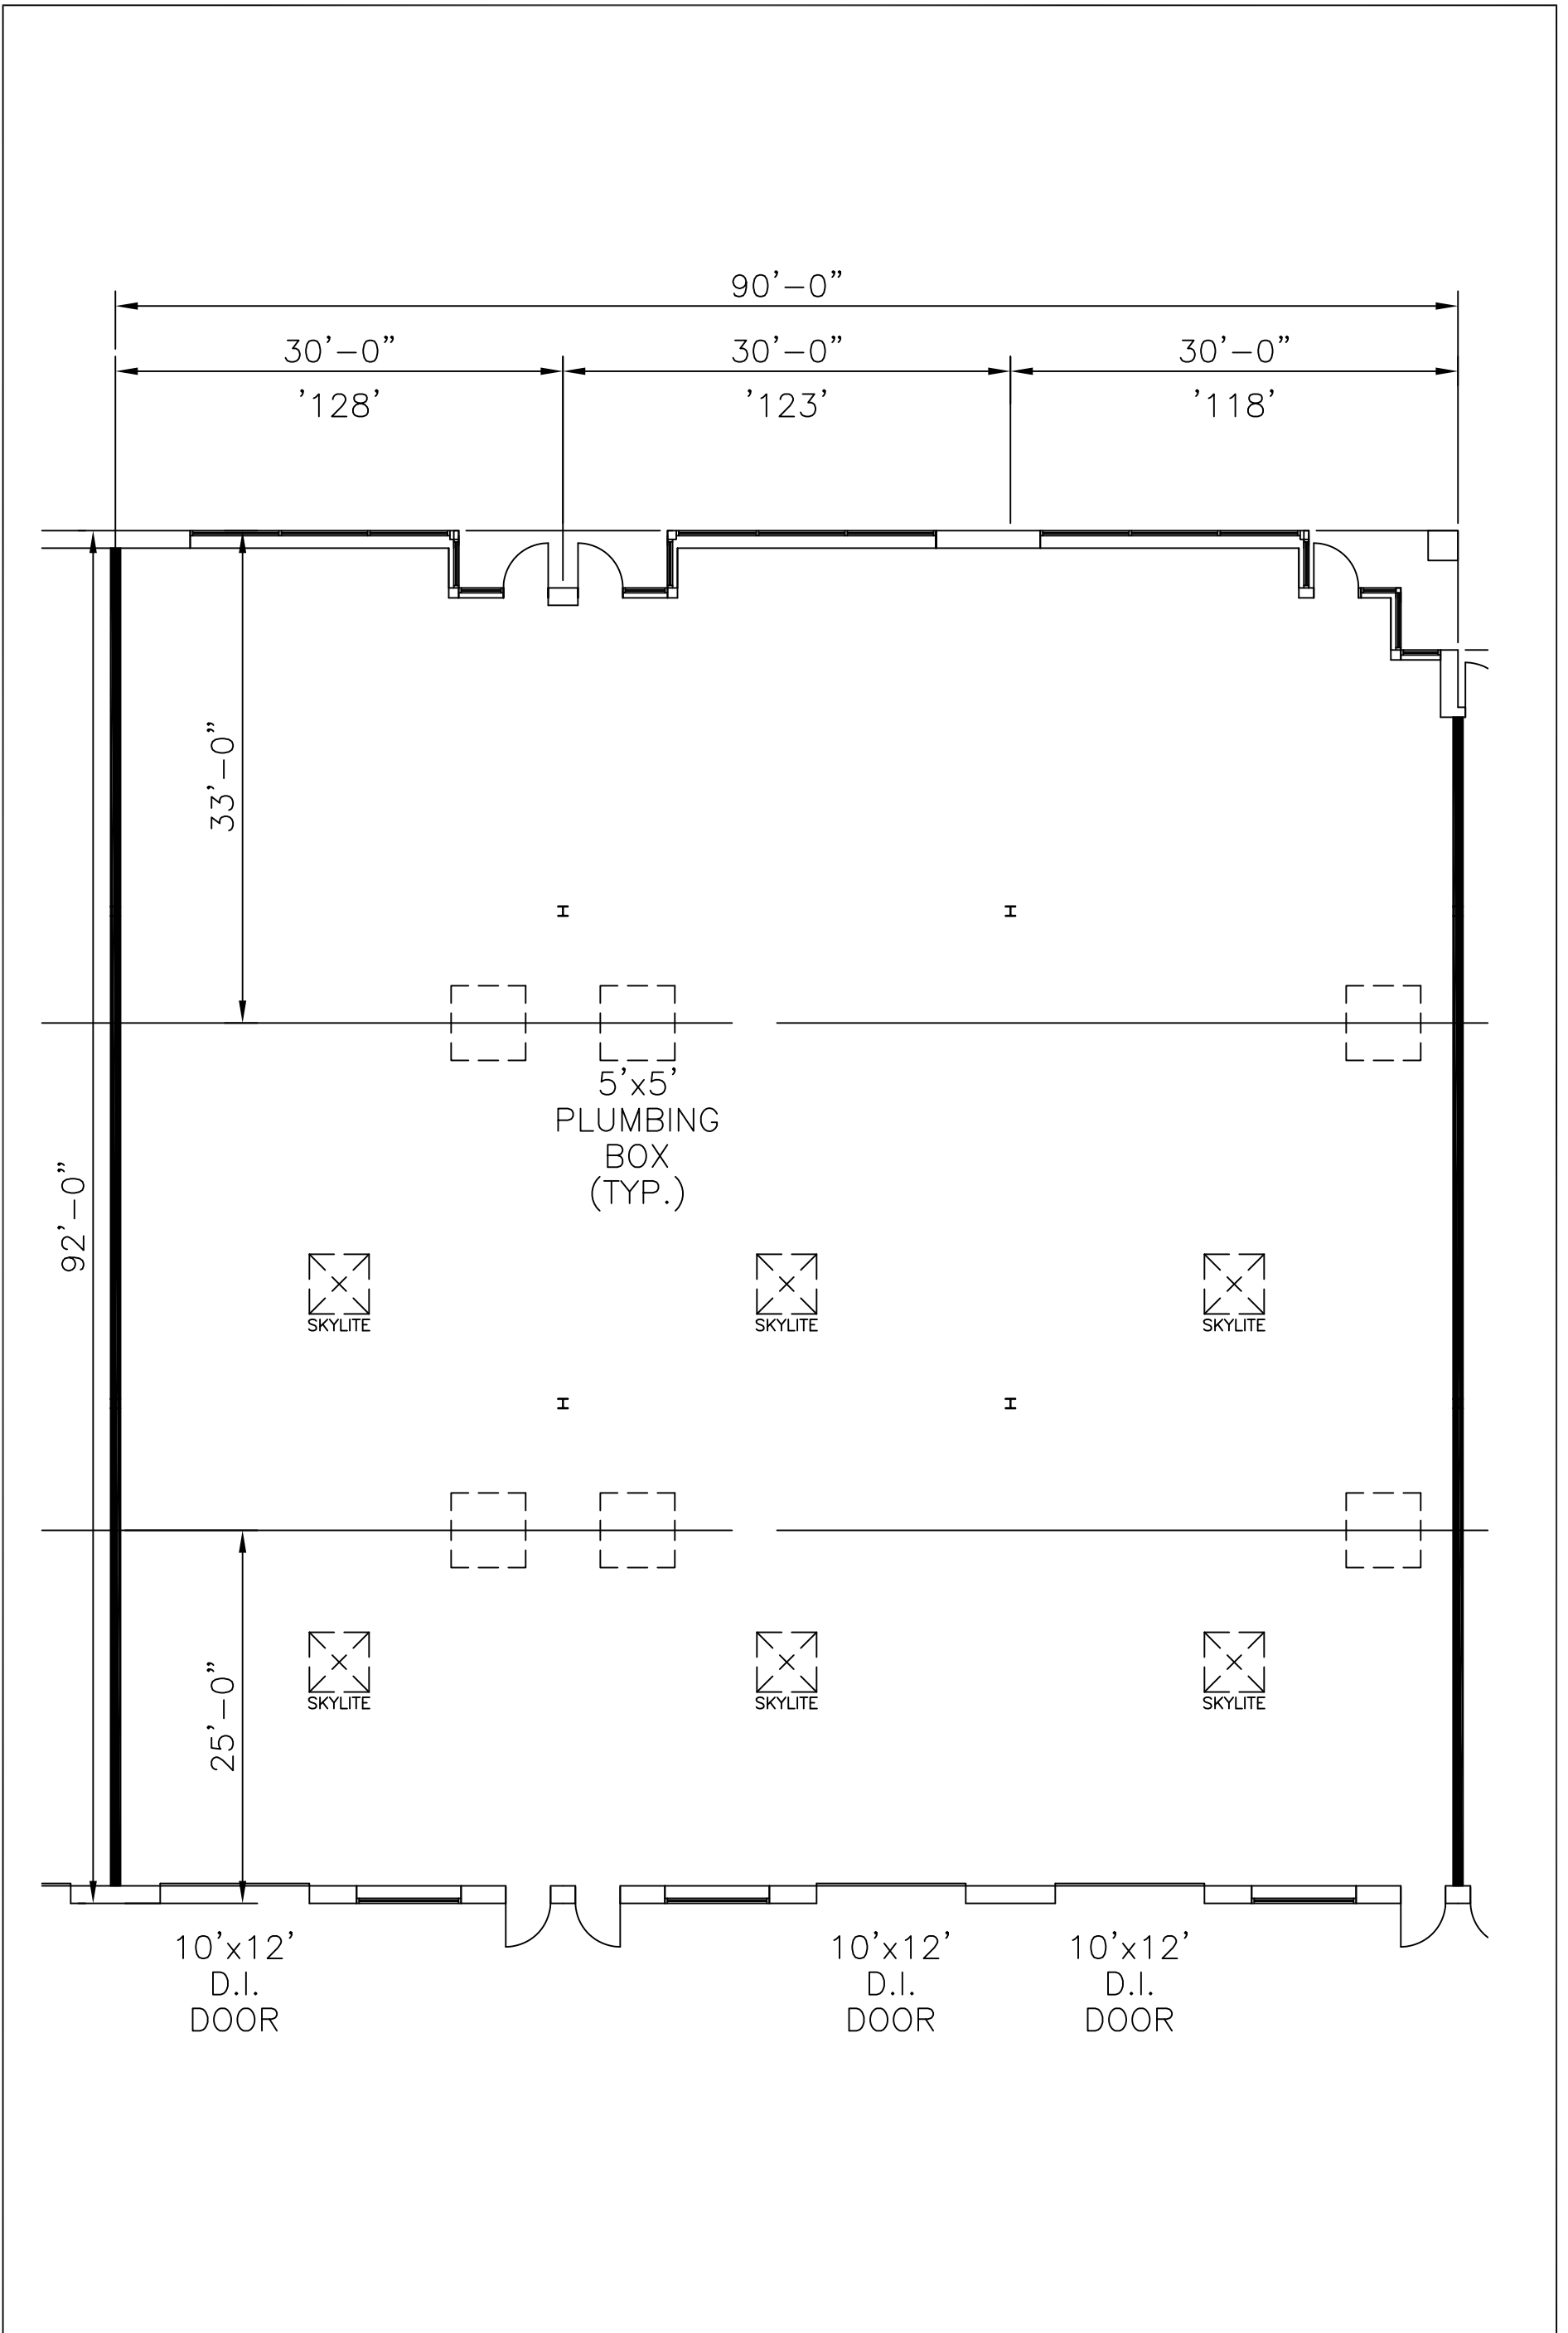 90'-0"
30'-0" 30'-0" 30'-0"
'128' '123' '118'
33'-0"
5'x5'
PLUMBING
BOX
(TYP.)
92'-0"
SKYLITE SKYLITE SKYLITE
25'-0"
SKYLITE SKYLITE SKYLITE
10'x12' 10'x12' 10'x12'
D.I. D.I. D.I.
DOOR DOOR DOOR